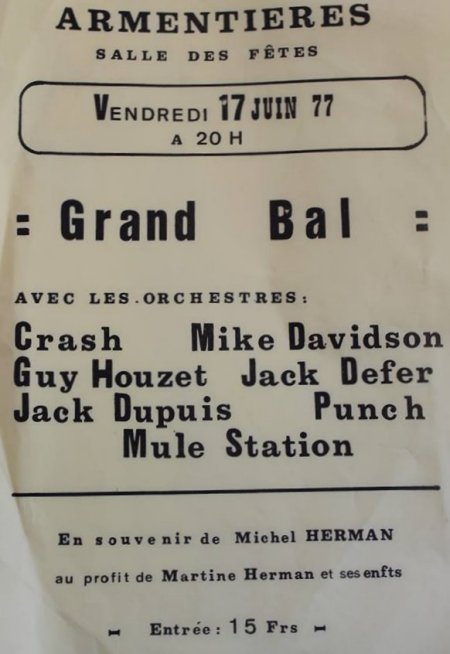 ARMENTIERES
SALLE DES FÊTES
VENDREDI 17 JUIN 77
A 20 H
= Grand Bal =
AVEC LES.ORCHESTRES:
Crash Mike Davidson
Guy Houzet Jack Defer
Jack Dupuis Punch
Mule Station
En souvenir de Michel HERMAN
au profit de Martine Herman et ses enfts
- Entrée: 15 Frs -